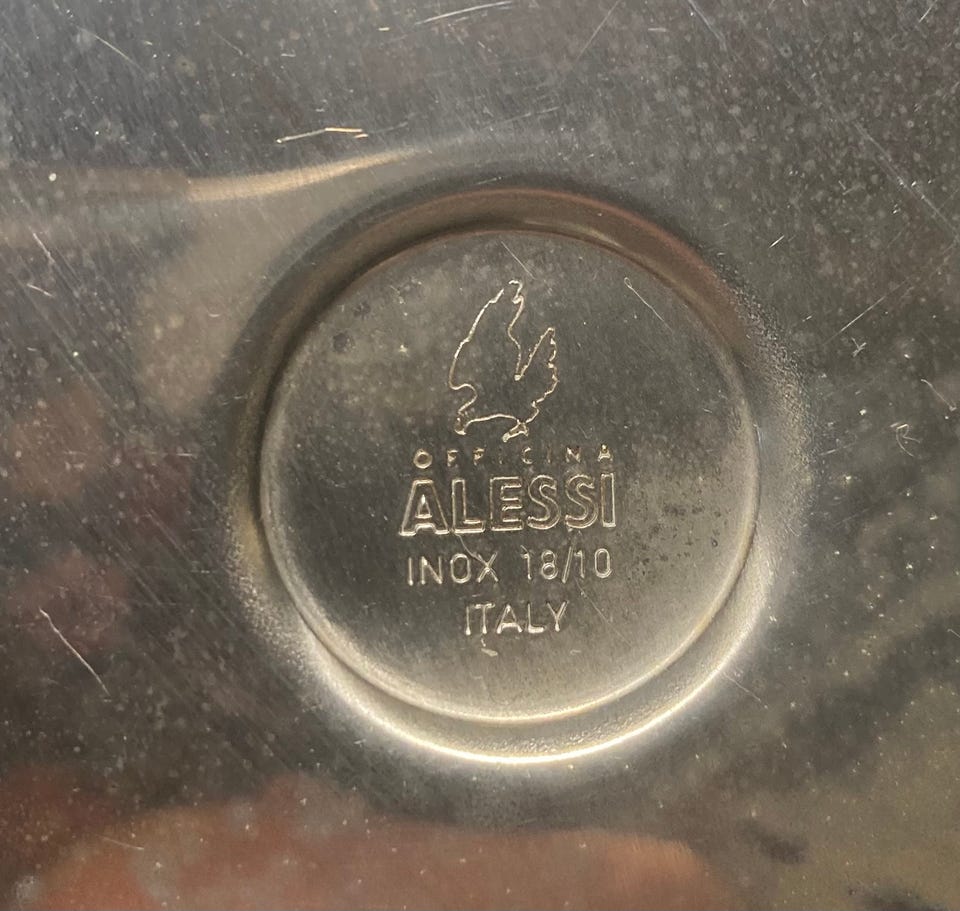 OFFICINA
ALESSI
INOX 18/10
ITALY